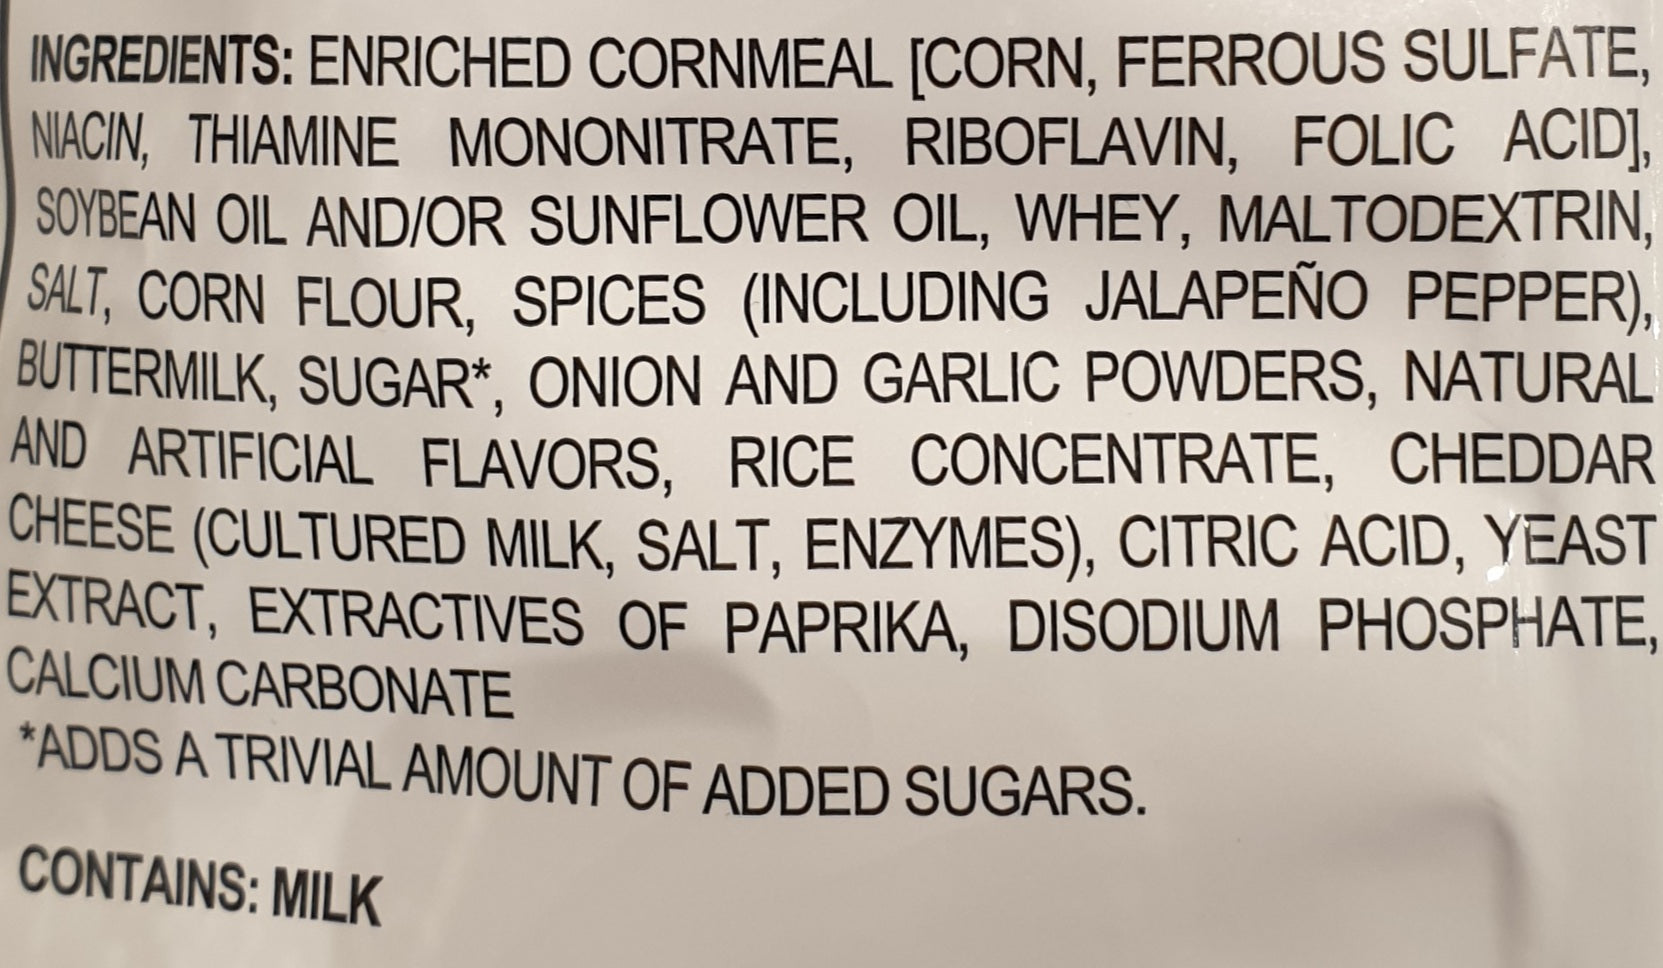 INGREDIENTS: ENRICHED CORNMEAL [CORN, FERROUS SULFATE,
NIACIN, THIAMINE MONONITRATE, RIBOFLAVIN, FOLIC ACID],
SOYBEAN OIL AND/OR SUNFLOWER OIL, WHEY, MALTODEXTRIN,
SALT, CORN FLOUR, SPICES (INCLUDING JALAPEÑO PEPPER),
BUTTERMILK, SUGAR*, ONION AND GARLIC POWDERS, NATURAL
AND ARTIFICIAL FLAVORS, RICE CONCENTRATE, CHEDDAR
CHEESE (CULTURED MILK, SALT, ENZYMES), CITRIC ACID, YEAST
EXTRACT, EXTRACTIVES OF PAPRIKA, DISODIUM PHOSPHATE,
CALCIUM CARBONATE
*ADDS A TRIVIAL AMOUNT OF ADDED SUGARS.
CONTAINS: MILK